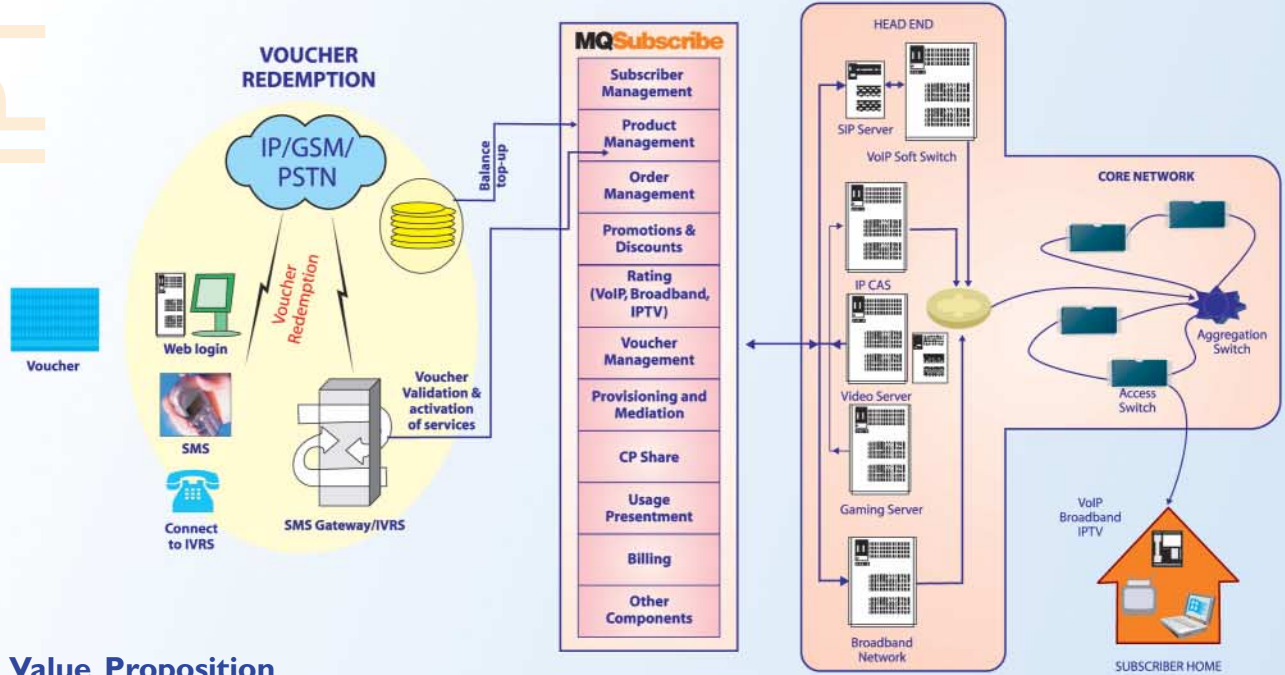 VOUCHER
REDEMPTION
IP/GSM/
PSTN
Balance
top-up
Voucher
Redemption
Web login
Voucher
SMS
Connect
to IVRS
SMS Gateway/IVRS
Voucher
Validation &
activation
of services
MQSubscribe
Subscriber
Management
Product
Management
Order
Management
Promotions &
Discounts
Rating
(VoIP, Broadband,
IPTV)
Voucher
Management
Provisioning and
Mediation
CP Share
Usage
Presentment
Billing
Other
Components
HEAD END
SIP Server
VoIP Soft Switch
IP CAS
Video Server
Gaming Server
Broadband
Network
CORE NETWORK
Aggregation
Switch
Access
Switch
VoIP
Broadband
IPTV
SUBSCRIBER HOME
Value Proposition